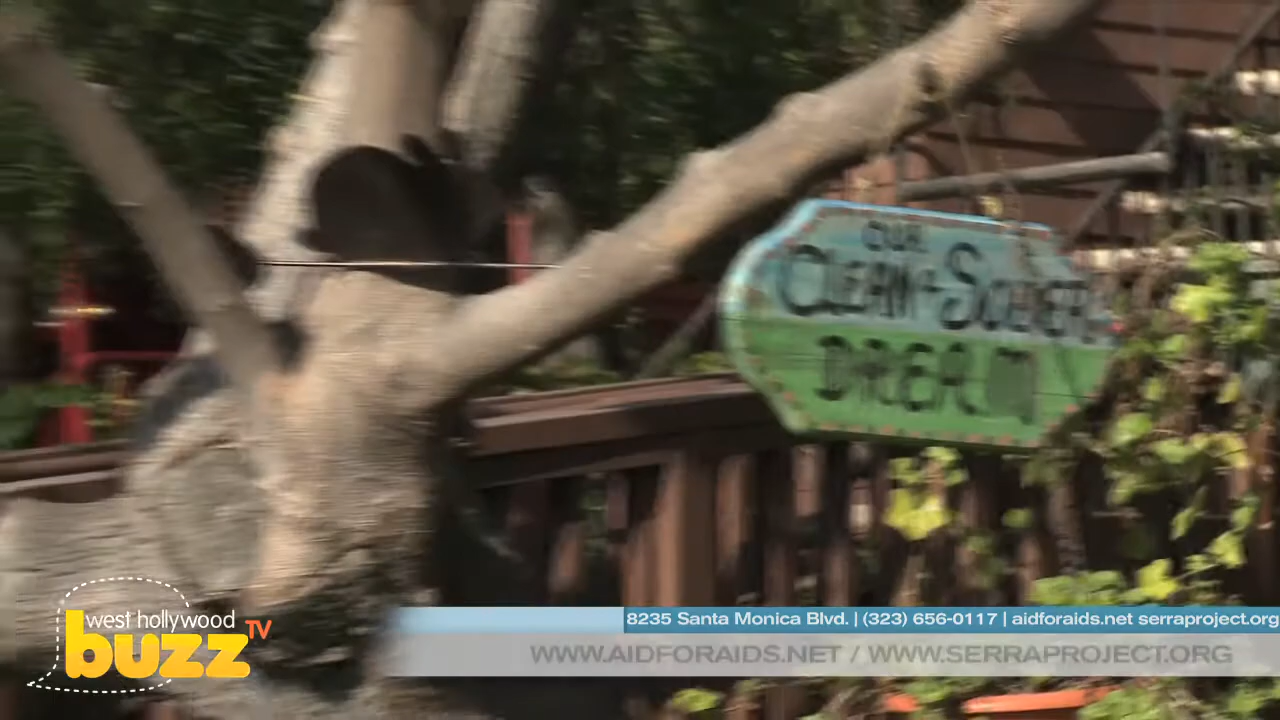 OUR
CLEAN + SOBER
DREAM
west hollywood
buzz TV
8235 Santa Monica Blvd. | (323) 656-0117 | aidforaids.net serraproject.org
WWW.AIDFORAIDS.NET / WWW.SERRAPROJECT.ORG